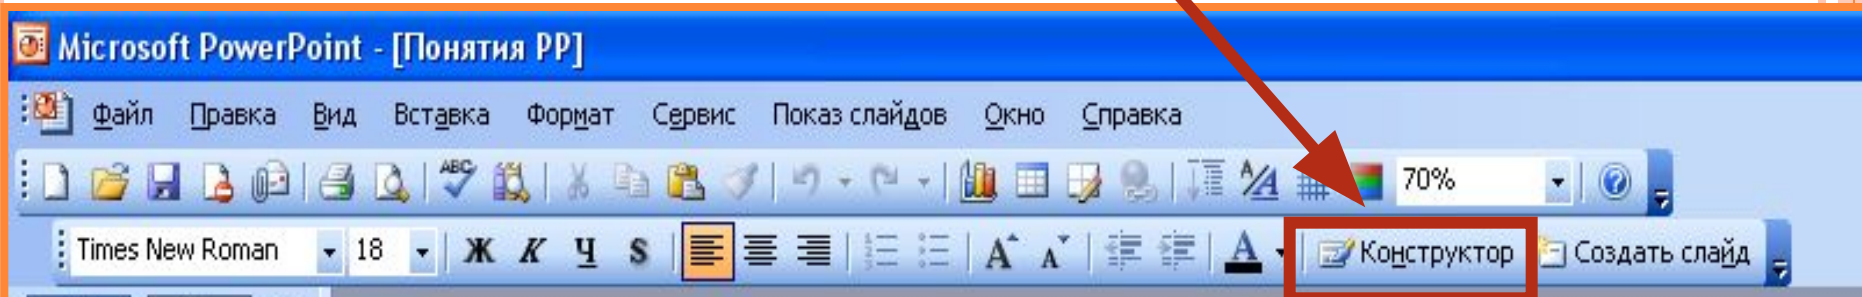 Microsoft PowerPoint - [Понятия PP]
Файл Правка Вид Вставка Формат Сервис Показ слайдов Окно Справка
ABC A/A 70% ?
Times New Roman 18 Ж К Ч S A A A Конструктор Создать слайд